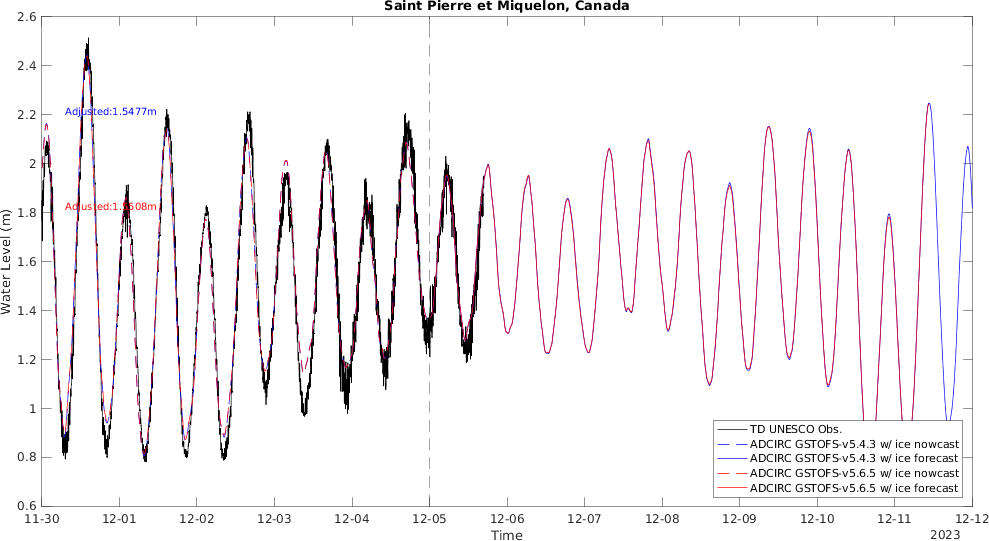 Saint Pierre et Miquelon, Canada
2.6
2.4
2.2
2
1.8
1.6
1.4
1.2
1
0.8
0.6
Water Level (m)
Adjusted:1.5477m
TD UNESCO Obs.
ADCIRC GSTOFS-v5.4.3 w/ ice nowcast
ADCIRC GSTOFS-v5.4.3 w/ ice forecast
ADCIRC GSTOFS-v5.6.5 w/ ice nowcast
ADCIRC GSTOFS-v5.6.5 w/ ice forecast
11-30 12-01 12-02 12-03 12-04 12-05 12-06 12-07 12-08 12-09 12-10 12-11 12-12
Time
2023